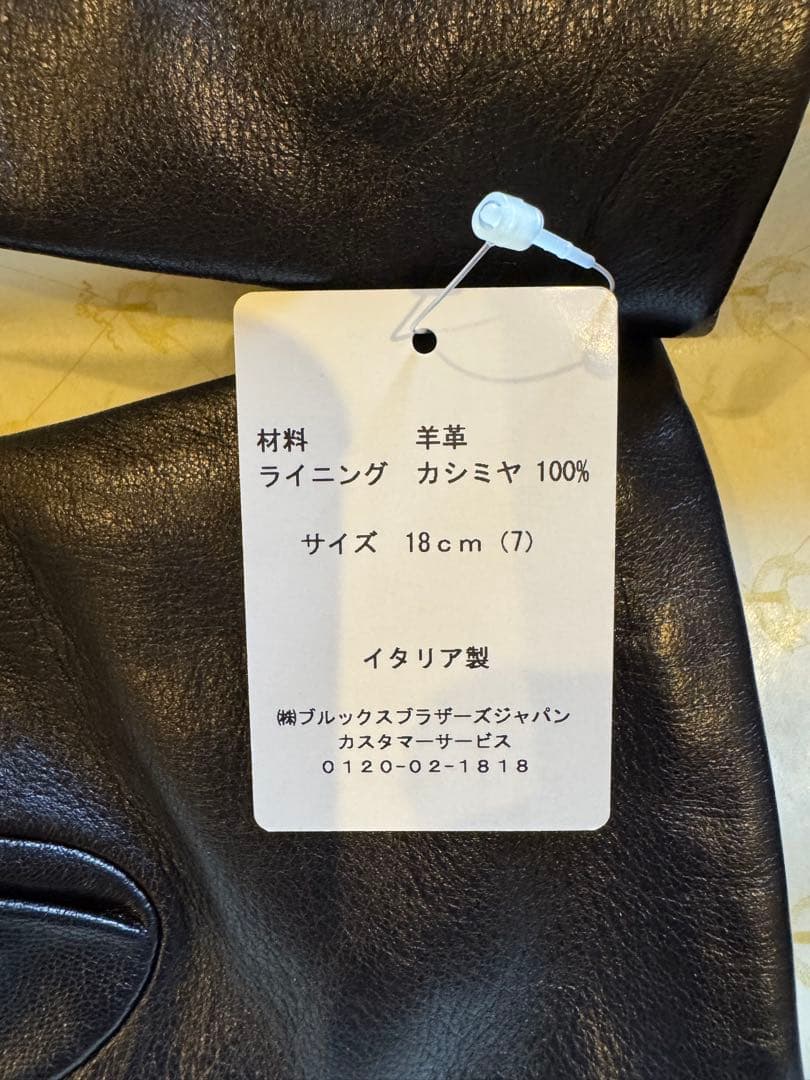 材料 羊革
ライニング カシミヤ 100%
サイズ 18cm (7)
イタリア製
㈱ブルックスブラザーズジャパン
カスタマーサービス
0120-02-1818